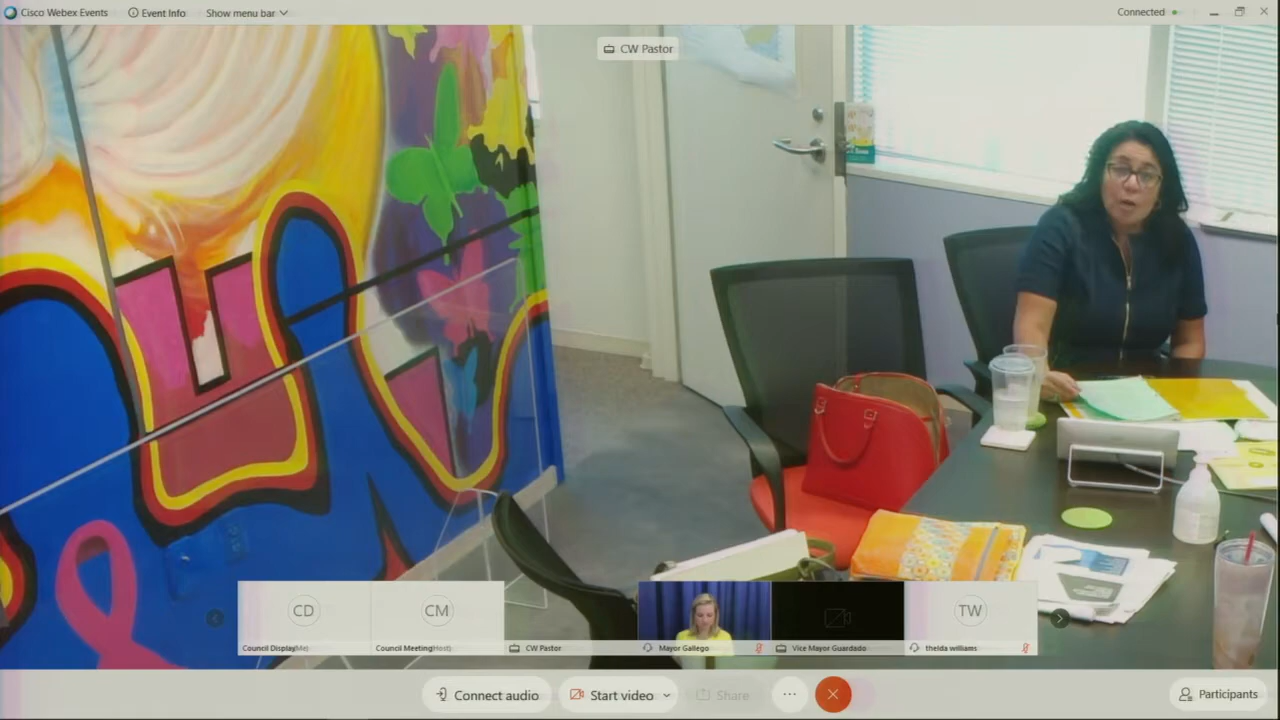 Cisco Webex Events
Event Info
Show menu bar
Connected
CW Pastor
CD
CM
TW
Council Display(Me)
Council Meeting(Host)
CW Pastor
Mayor Gallego
Vice Mayor Guardado
thelda williams
Connect audio
Start video
Share
Participants